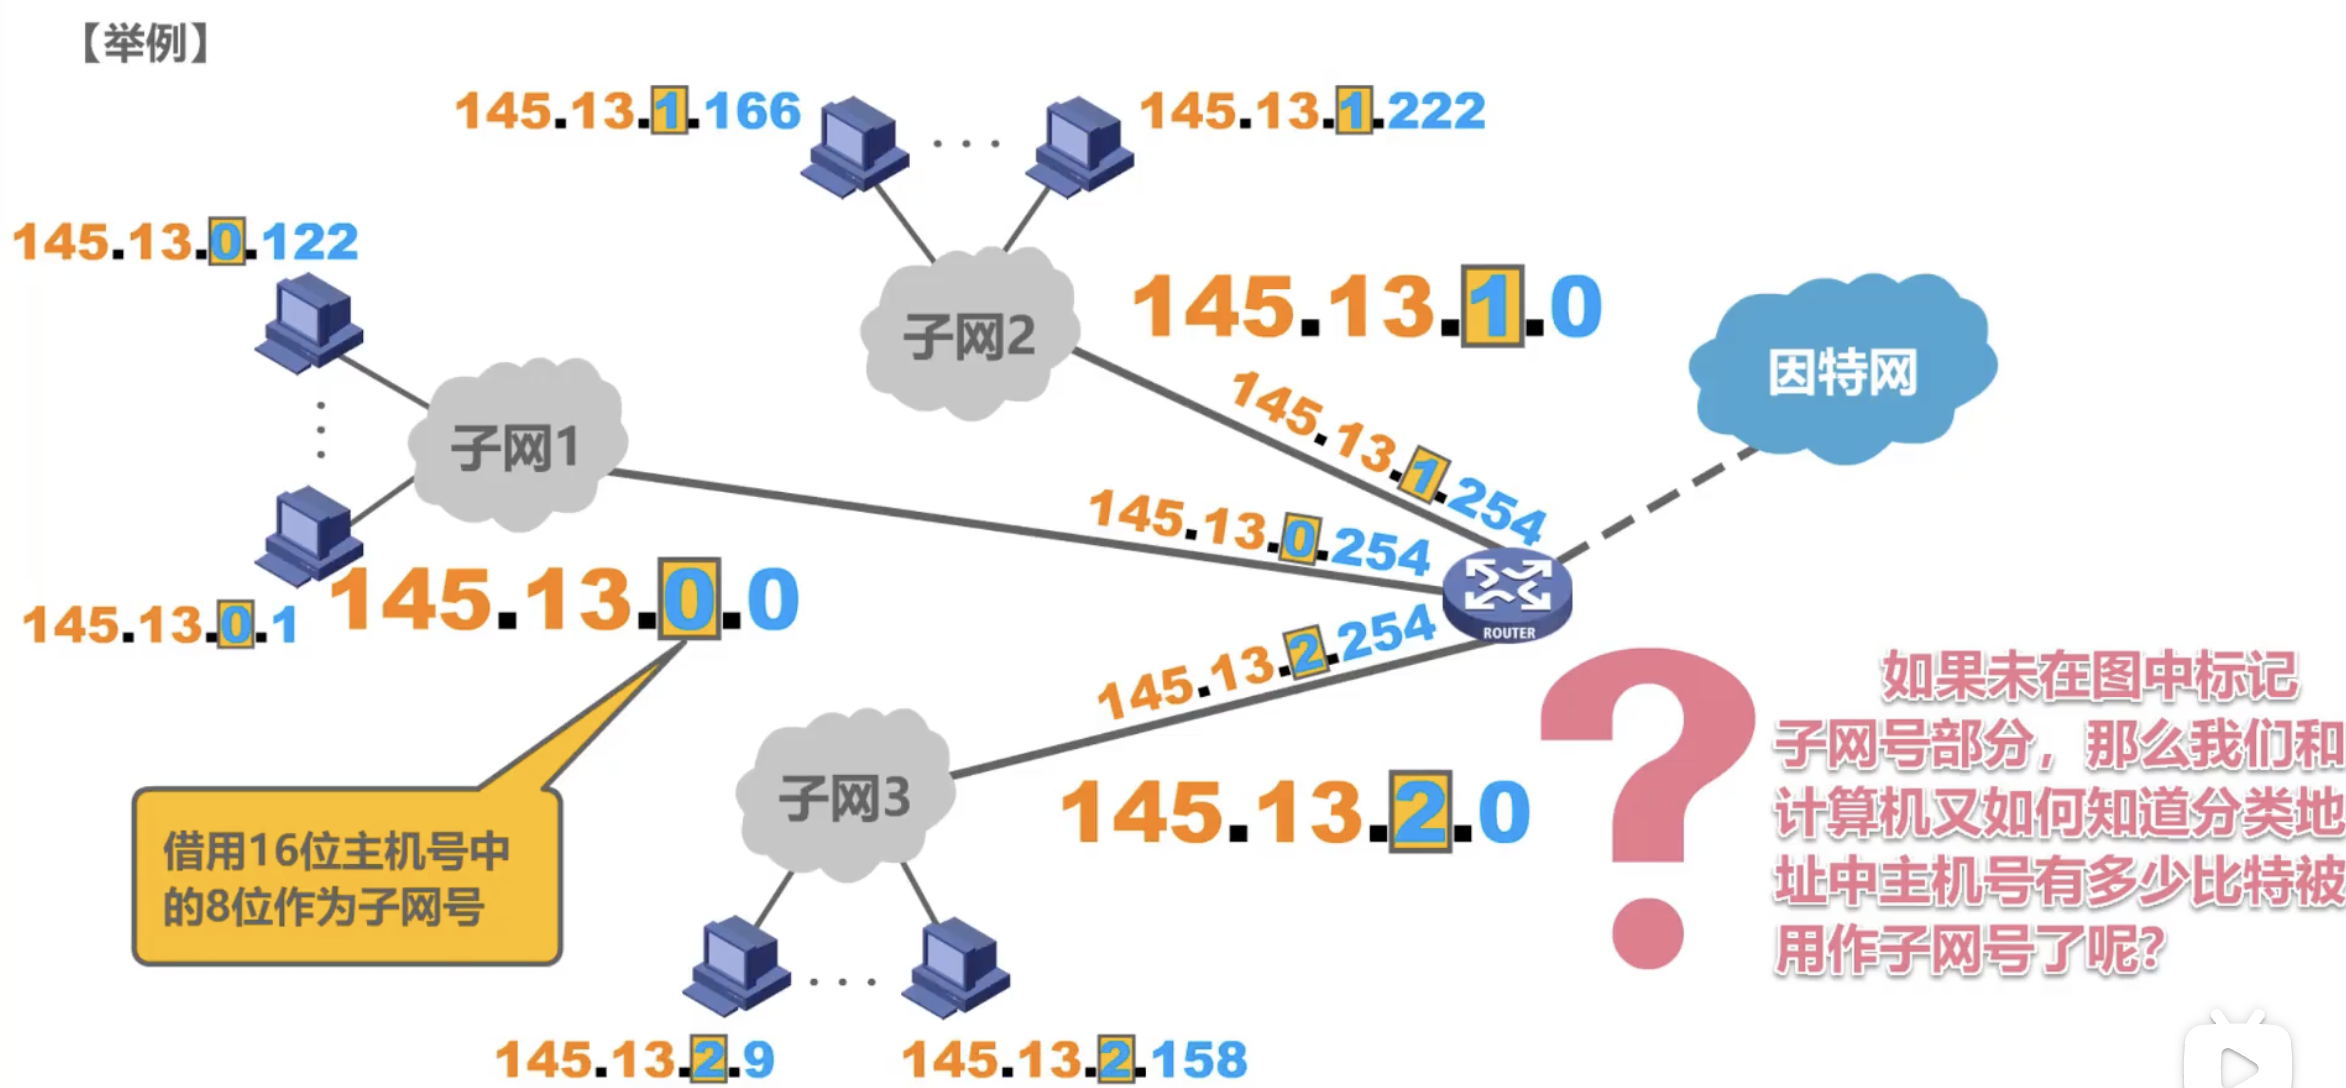 【举例】
145.13.1.166
145.13.1.222
145.13.0.122
子网2
145.13.1.0
因特网
子网1
145.13.1.254
145.13.0.254
145.13.0.1
145.13.0.0
ROUTER
145.13.2.254
如果未在图中标记
子网号部分，那么我们和
计算机又如何知道分类地
址中主机号有多少比特被
用作子网号了呢？
子网3
145.13.2.0
借用16位主机号中
的8位作为子网号
145.13.2.9
145.13.2.158